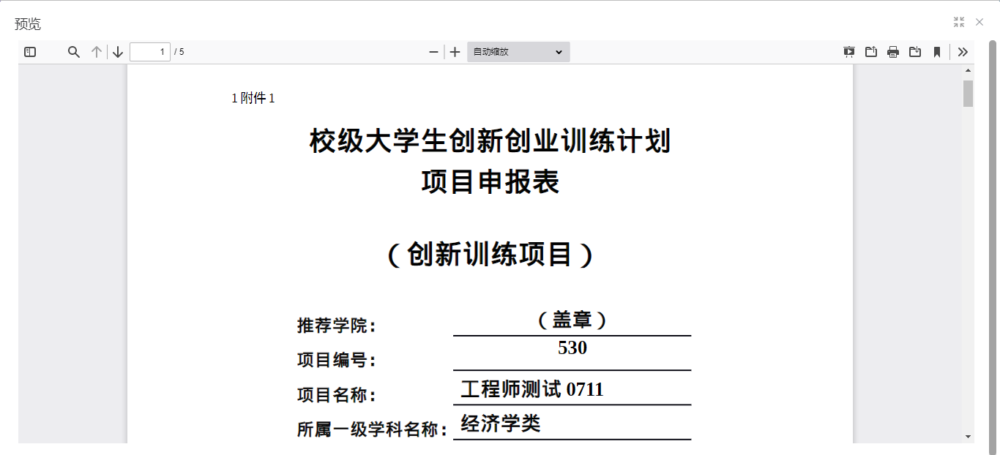 预览
1 / 5
自动缩放
1 附件 1
校级大学生创新创业训练计划
项目申报表
（创新训练项目）
推荐学院：（盖章）
项目编号：530
项目名称：工程师测试 0711
所属一级学科名称：经济学类